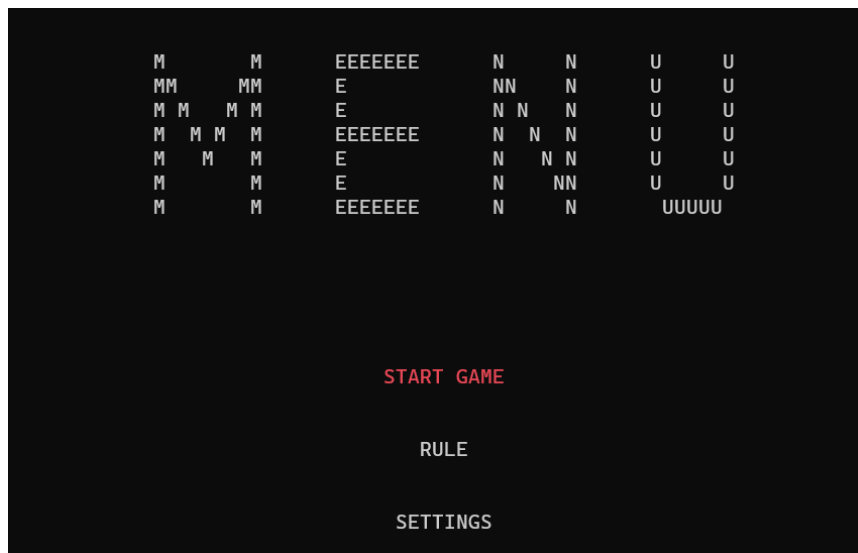 M       M      EEEEEEE      N     N      U     U
MM     MM      E            NN    N      U     U
M M   M M      E            N N   N      U     U
M  M M  M      EEEEEEE      N  N  N      U     U
M   M   M      E            N   N N      U     U
M       M      E            N    NN      U     U
M       M      EEEEEEE      N     N       UUUUU
START GAME
RULE
SETTINGS